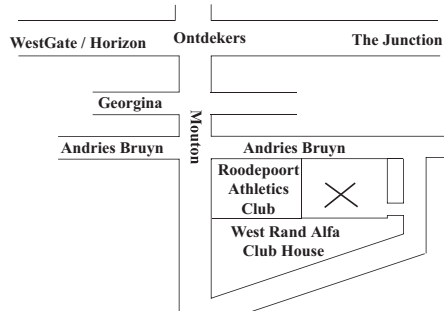 Ontdekers
WestGate / Horizon
The Junction
Georgina
Mouton
Andries Bruyn
Andries Bruyn
Roodepoort
Athletics
Club
West Rand Alfa
Club House